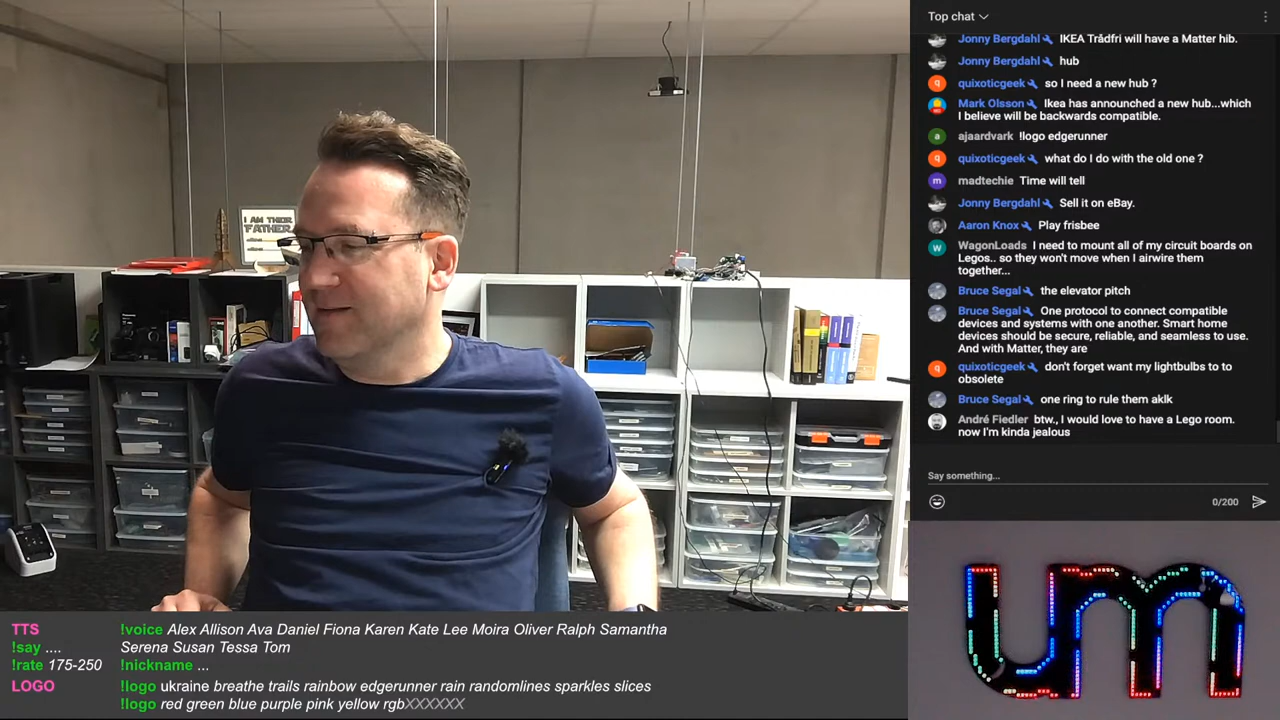 Top chat
Jonny Bergdahl IKEA Trådfri will have a Matter hib.
Jonny Bergdahl hub
quixoticgeek so I need a new hub ?
Mark Olsson Ikea has announched a new hub...which
I believe will be backwards compatible.
ajaardvark !logo edgerunner
quixoticgeek what do I do with the old one ?
madtechie Time will tell
Jonny Bergdahl Sell it on eBay.
Aaron Knox Play frisbee
WagonLoads I need to mount all of my circuit boards on
Legos.. so they won't move when I airwire them
together...
Bruce Segal the elevator pitch
Bruce Segal One protocol to connect compatible
devices and systems with one another. Smart home
devices should be secure, reliable, and seamless to use.
And with Matter, they are
quixoticgeek don't forget want my lightbulbs to to
obsolete
Bruce Segal one ring to rule them aklk
André Fiedler btw., I would love to have a Lego room.
now I'm kinda jealous
Say something...
0/200
I AM THEIR
FATHER
um
TTS !voice Alex Allison Ava Daniel Fiona Karen Kate Lee Moira Oliver Ralph Samantha
!say .... Serena Susan Tessa Tom
!rate 175-250 !nickname ...
LOGO !logo ukraine breathe trails rainbow edgerunner rain randomlines sparkles slices
!logo red green blue purple pink yellow rgbXXXXXX